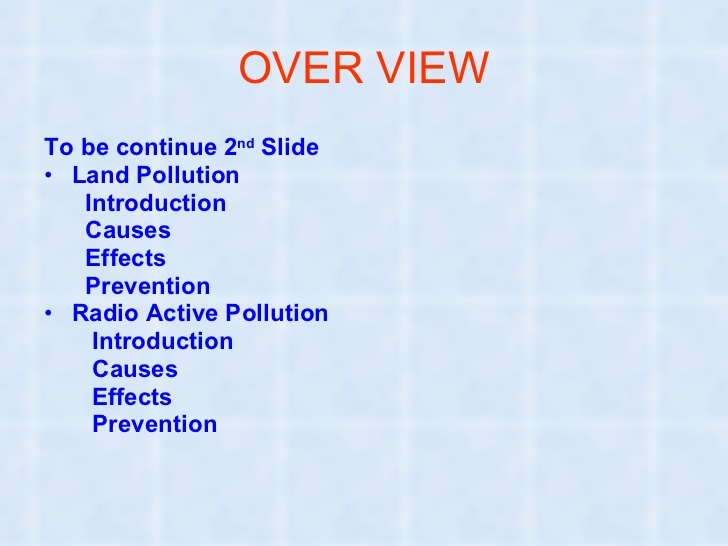 OVER VIEW
To be continue 2nd Slide
• Land Pollution
Introduction
Causes
Effects
Prevention
• Radio Active Pollution
Introduction
Causes
Effects
Prevention